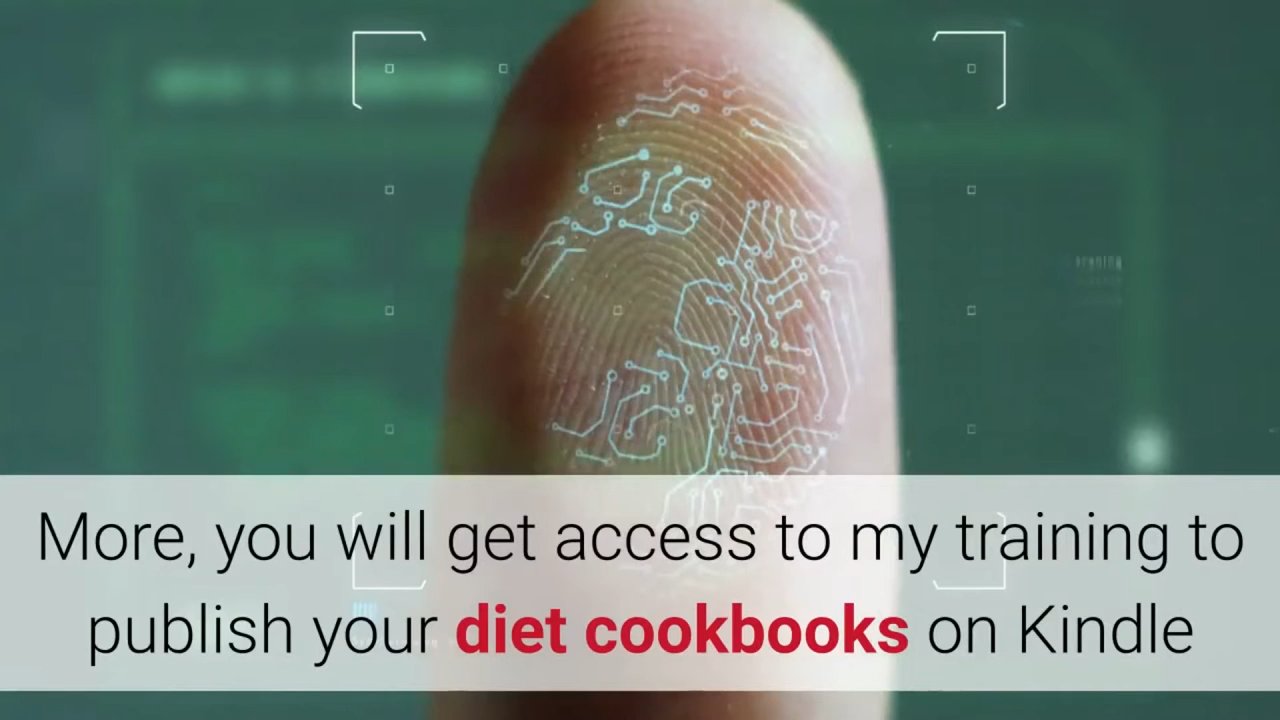 More, you will get access to my training to
publish your diet cookbooks on Kindle